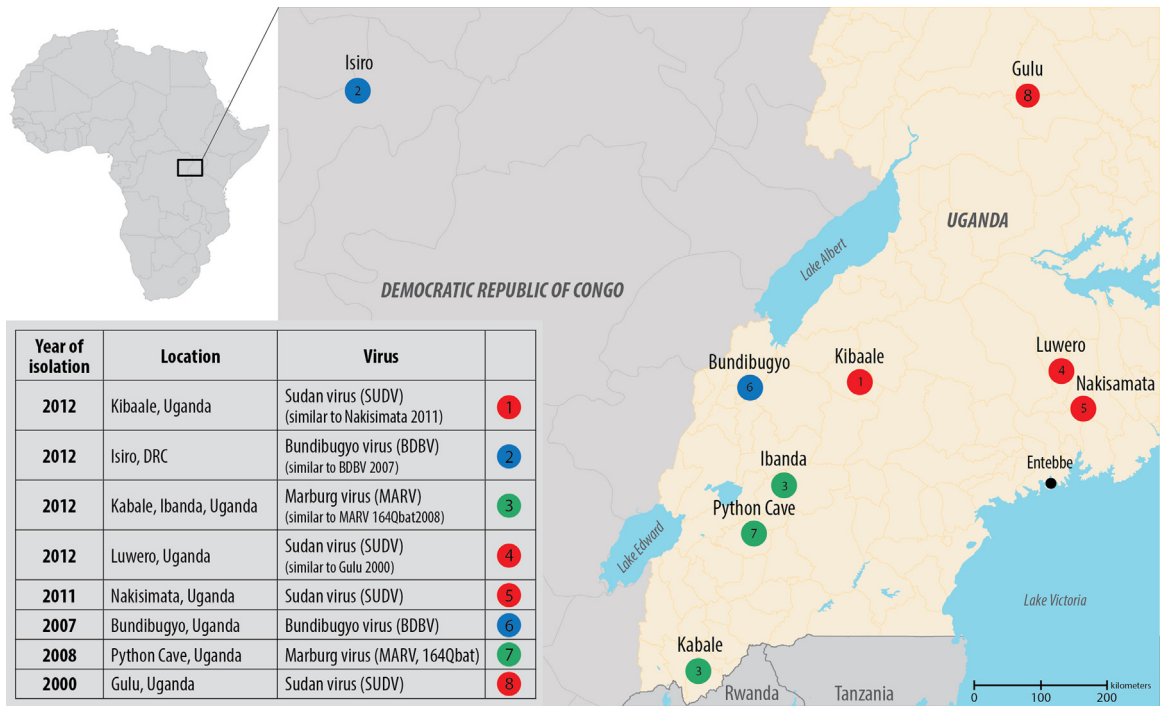 Isiro
2
Gulu
8
UGANDA
Lake Albert
DEMOCRATIC REPUBLIC OF CONGO
Bundibugyo
6
Kibaale
1
Luwero
4
Nakisamata
5
Ibanda
3
Entebbe
Python Cave
7
Lake Edward
Lake Victoria
Kabale
3
Rwanda
Tanzania
kilometers
0 100 200
Year of isolation Location Virus
2012 Kibaale, Uganda Sudan virus (SUDV) 1
(similar to Nakisimata 2011)
2012 Isiro, DRC Bundibugyo virus (BDBV) 2
(similar to BDBV 2007)
2012 Kabale, Ibanda, Uganda Marburg virus (MARV) 3
(similar to MARV 164Qbat2008)
2012 Luwero, Uganda Sudan virus (SUDV) 4
(similar to Gulu 2000)
2011 Nakisimata, Uganda Sudan virus (SUDV) 5
2007 Bundibugyo, Uganda Bundibugyo virus (BDBV) 6
2008 Python Cave, Uganda Marburg virus (MARV, 164Qbat) 7
2000 Gulu, Uganda Sudan virus (SUDV) 8